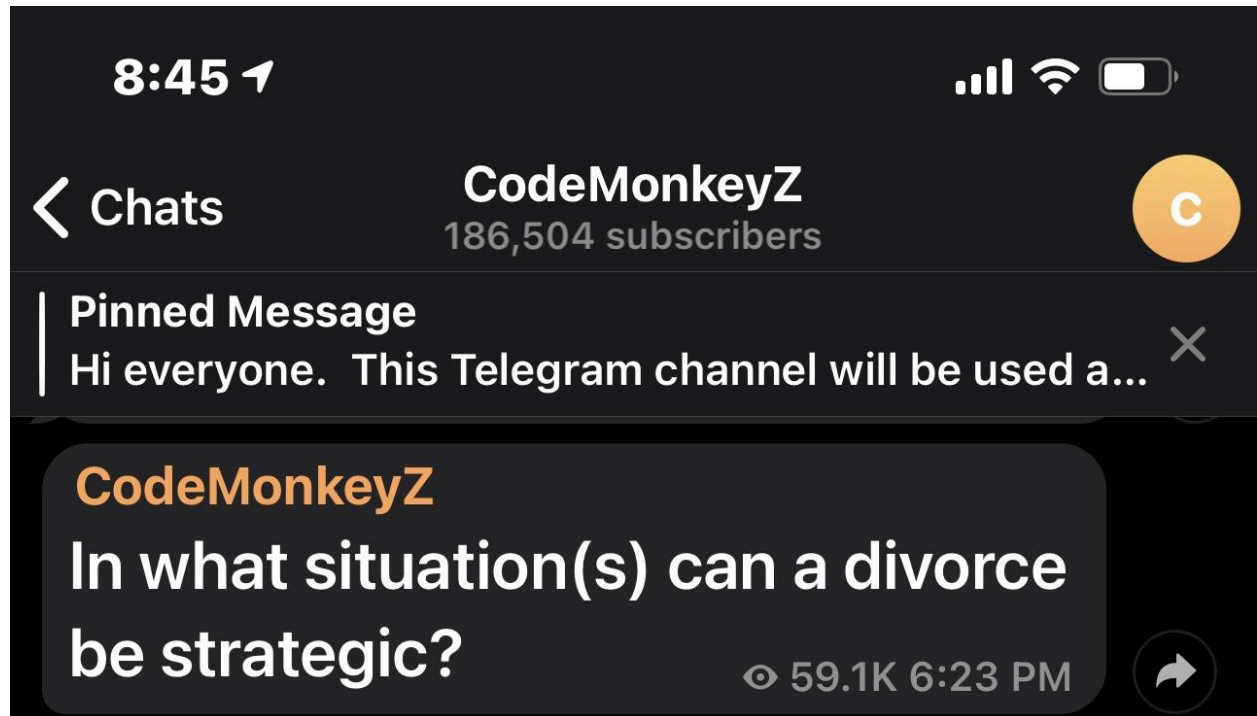 8:45
Chats
CodeMonkeyZ
186,504 subscribers
C
Pinned Message
Hi everyone.  This Telegram channel will be used a...
CodeMonkeyZ
In what situation(s) can a divorce
be strategic?
59.1K 6:23 PM